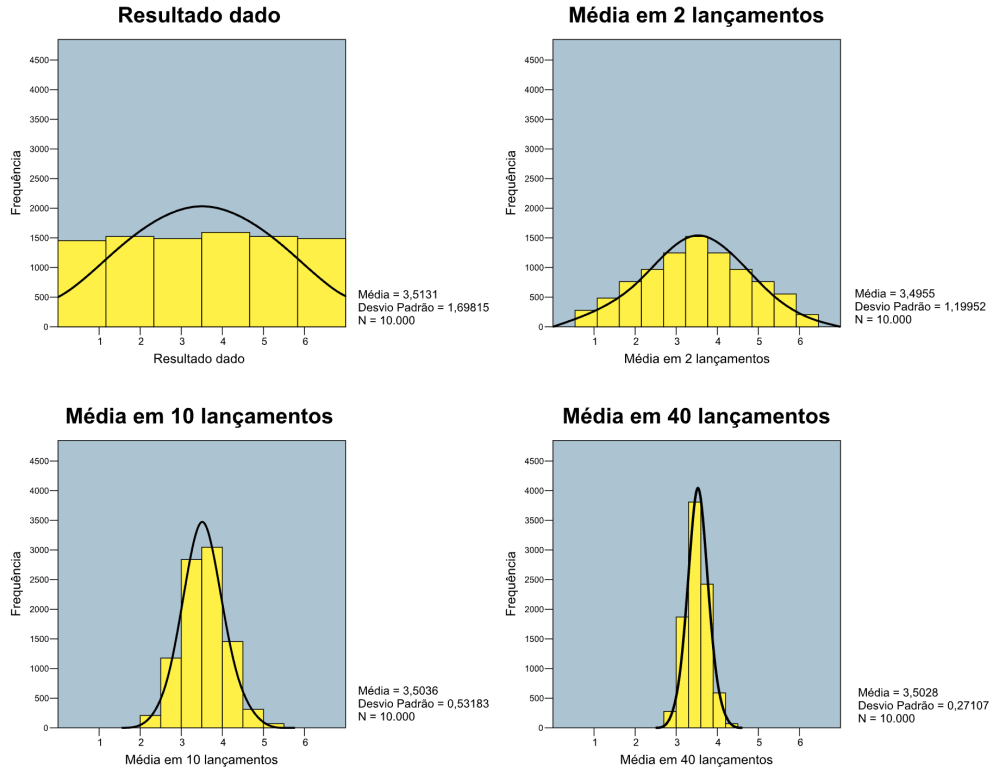 Resultado dado
4500
4000
3500
3000
2500
2000
1500
1000
500
0
Frequência
1 2 3 4 5 6
Resultado dado
Média = 3,5131
Desvio Padrão = 1,69815
N = 10.000
Média em 2 lançamentos
4500
4000
3500
3000
2500
2000
1500
1000
500
0
Frequência
1 2 3 4 5 6
Média em 2 lançamentos
Média = 3,4955
Desvio Padrão = 1,19952
N = 10.000
Média em 10 lançamentos
4500
4000
3500
3000
2500
2000
1500
1000
500
0
Frequência
1 2 3 4 5 6
Média em 10 lançamentos
Média = 3,5036
Desvio Padrão = 0,53183
N = 10.000
Média em 40 lançamentos
4500
4000
3500
3000
2500
2000
1500
1000
500
0
Frequência
1 2 3 4 5 6
Média em 40 lançamentos
Média = 3,5028
Desvio Padrão = 0,27107
N = 10.000